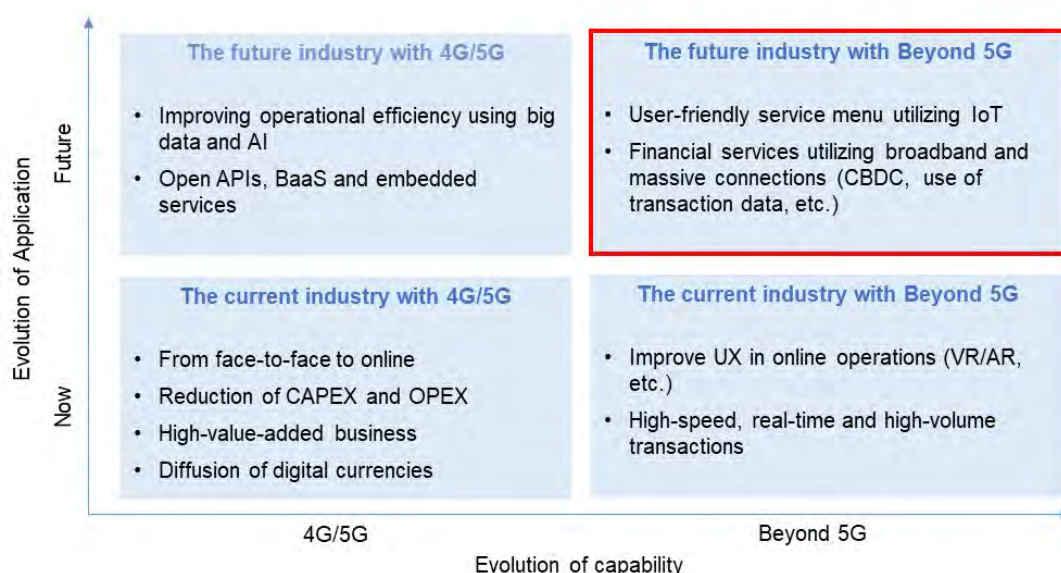 The future industry with 4G/5G
• Improving operational efficiency using big
data and AI
• Open APIs, BaaS and embedded
services
The future industry with Beyond 5G
• User-friendly service menu utilizing IoT
• Financial services utilizing broadband and
massive connections (CBDC, use of
transaction data, etc.)
The current industry with 4G/5G
• From face-to-face to online
• Reduction of CAPEX and OPEX
• High-value-added business
• Diffusion of digital currencies
The current industry with Beyond 5G
• Improve UX in online operations (VR/AR,
etc.)
• High-speed, real-time and high-volume
transactions
Evolution of Application
Future
Now
4G/5G
Beyond 5G
Evolution of capability